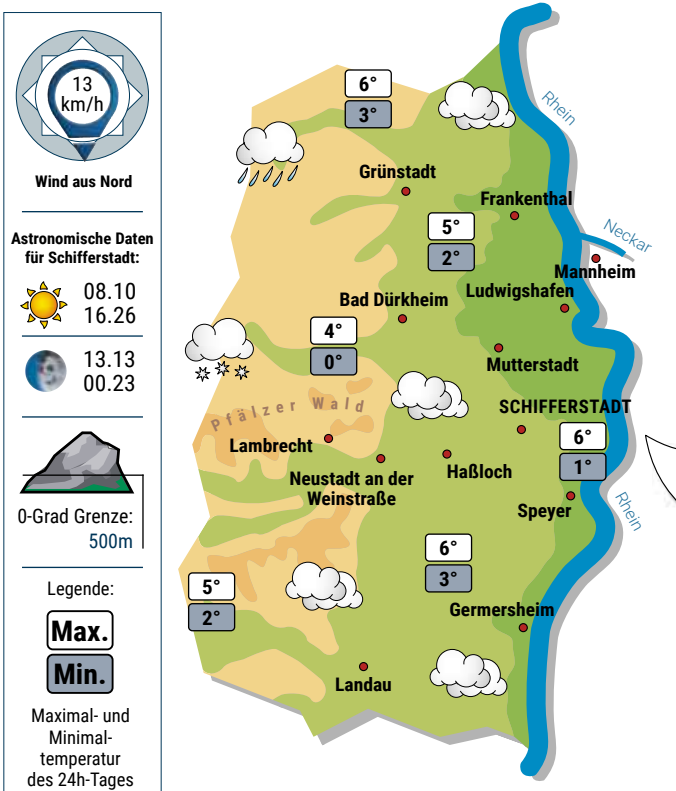 13
km/h
Wind aus Nord
Astronomische Daten
für Schifferstadt:
08.10
16.26
13.13
00.23
0-Grad Grenze:
500m
Legende:
Max.
Min.
Maximal- und
Minimal-
temperatur
des 24h-Tages
6°
3°
Rhein
Grünstadt
Frankenthal
5°
2°
Neckar
Mannheim
Ludwigshafen
Bad Dürkheim
4°
0°
Mutterstadt
Pfälzer Wald
SCHIFFERSTADT
Lambrecht
6°
1°
Haßloch
Neustadt an der
Weinstraße
Speyer
Rhein
6°
3°
5°
2°
Germersheim
Landau